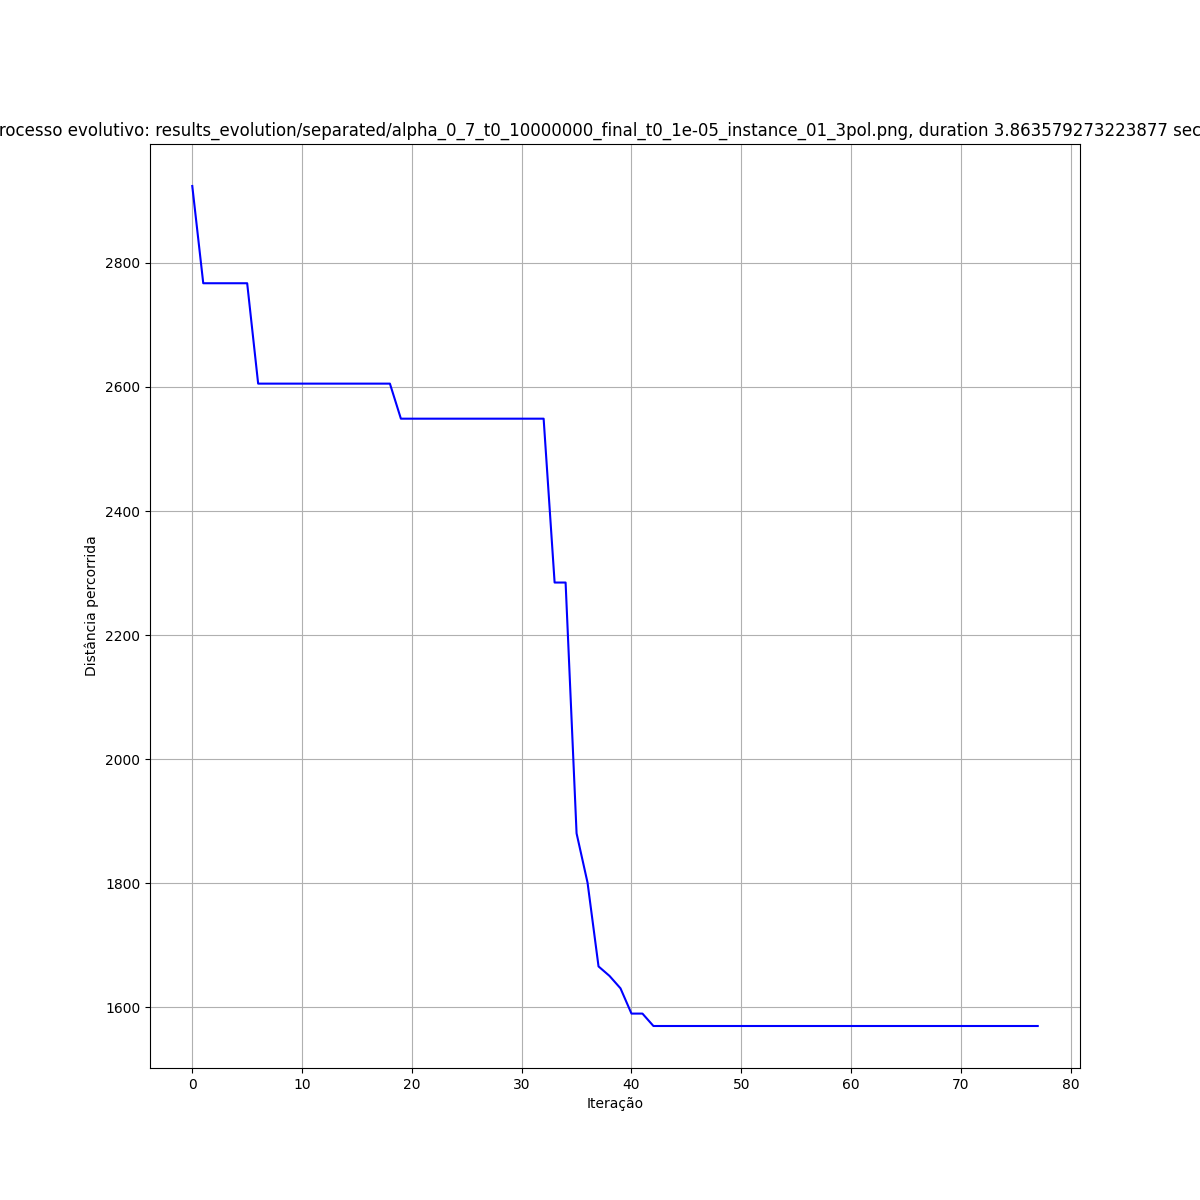 rocesso evolutivo: results_evolution/separated/alpha_0_7_t0_10000000_final_t0_1e-05_instance_01_3pol.png, duration 3.863579273223877 sec
2800
2600
2400
2200
2000
1800
1600
Distância percorrida
0 10 20 30 40 50 60 70 80
Iteração